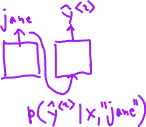 jane ŷ<2>
p(ŷ<2> | x, "jane")